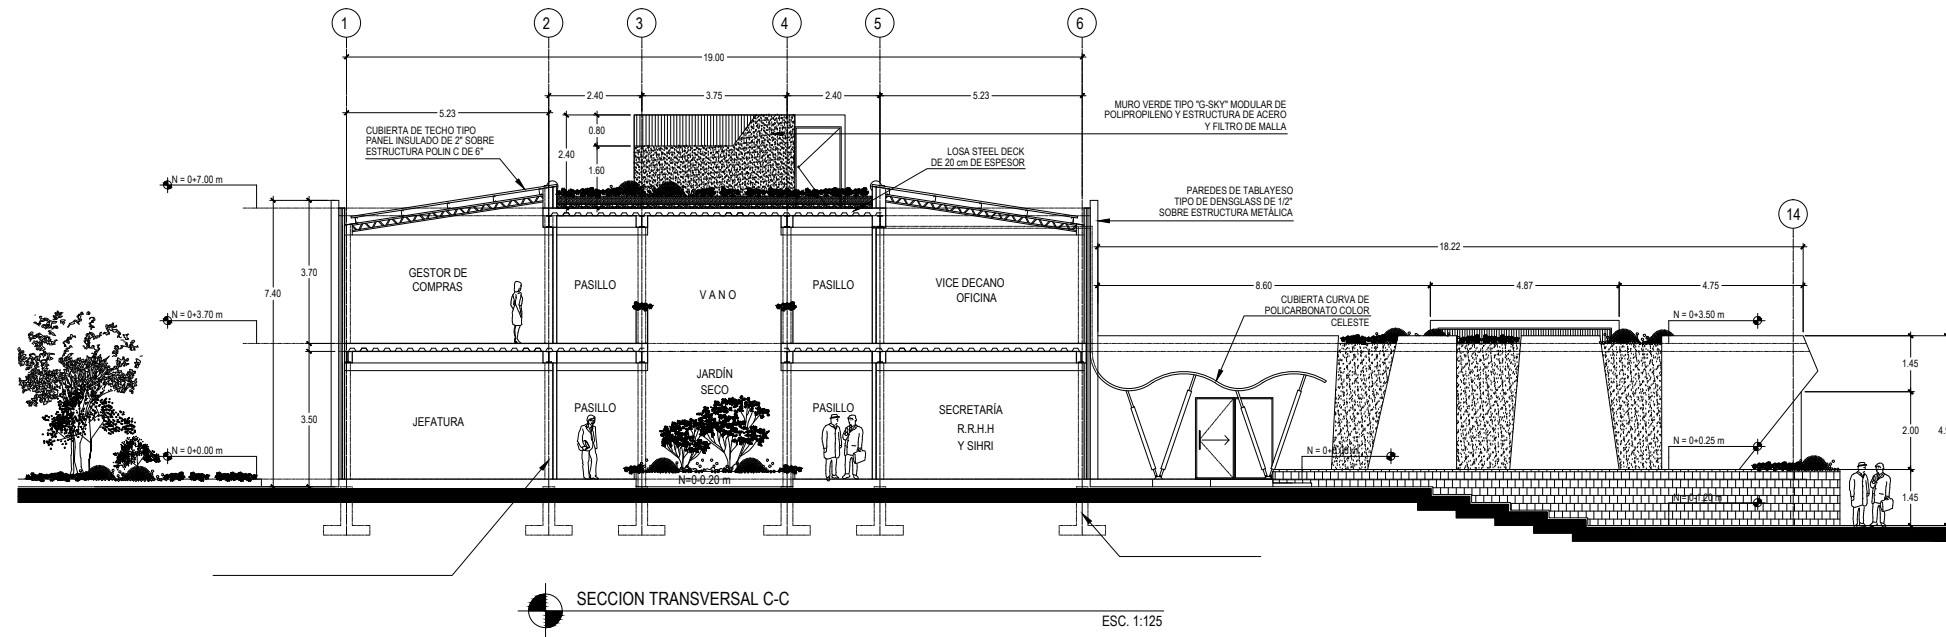 1 2 3 4 5 6
19.00
2.40 3.75 2.40
5.23 5.23
CUBIERTA DE TECHO TIPO
PANEL INSULADO DE 2" SOBRE
ESTRUCTURA POLIN C DE 6"
0.80
2.40
1.60
MURO VERDE TIPO "G-SKY" MODULAR DE
POLIPROPILENO Y ESTRUCTURA DE ACERO
Y FILTRO DE MALLA
LOSA STEEL DECK
DE 20 cm DE ESPESOR
PAREDES DE TABLAYESO
TIPO DE DENSGLASS DE 1/2"
SOBRE ESTRUCTURA METÁLICA
14
N = 0+7.00 m
18.22
3.70
7.40
GESTOR DE
COMPRAS
PASILLO
V A N O
PASILLO
VICE DECANO
OFICINA
8.60 4.87 4.75
CUBIERTA CURVA DE
POLICARBONATO COLOR
CELESTE
N = 0+3.70 m
N = 0+3.50 m
1.45
3.50
JEFATURA
PASILLO
JARDÍN
SECO
PASILLO
SECRETARÍA
R.R.H.H
Y SIHRI
2.00
N = 0+0.00 m
N=0-0.20 m
N = 0+0.25 m
N = 0-1.20 m
1.45
SECCION TRANSVERSAL C-C
ESC. 1:125